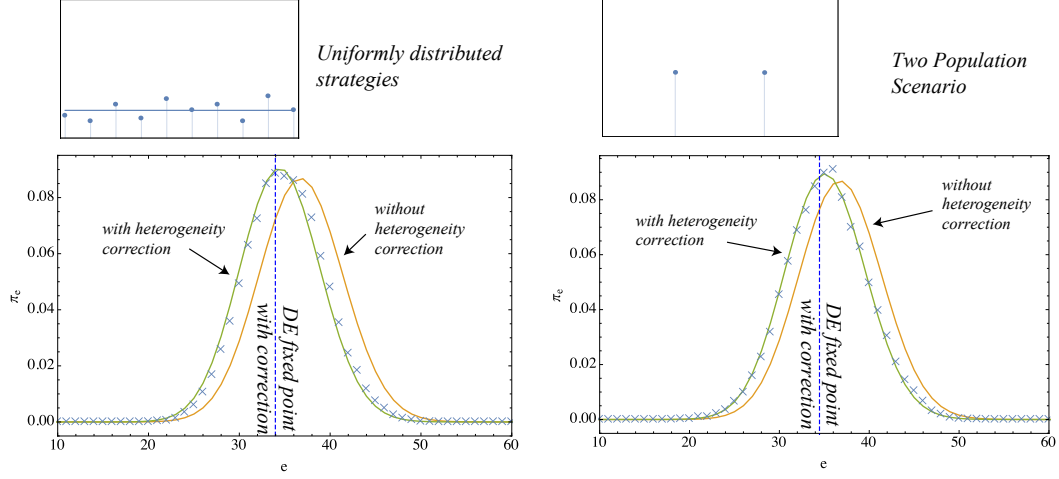 Uniformly distributed
strategies
Two Population
Scenario
0.08
0.06
0.04
0.02
0.00
πe
10
20
30
40
50
60
e
with heterogeneity
correction
without
heterogeneity
correction
DE fixed point
with correction
0.08
0.06
0.04
0.02
0.00
πe
10
20
30
40
50
60
e
with heterogeneity
correction
without
heterogeneity
correction
DE fixed point
with correction